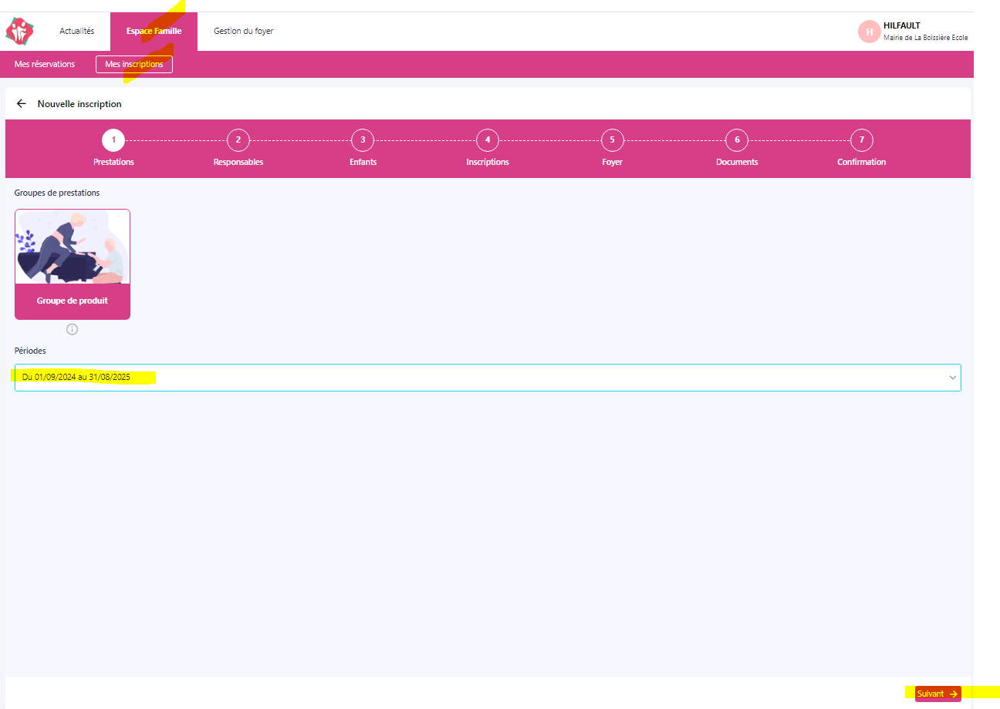 Actualités
Espace Famille
Gestion du foyer
H
HILFAULT
Mairie de La Boissière Ecole
Mes réservations
Mes inscriptions
Nouvelle inscription
1
2
3
4
5
6
7
Prestations
Responsables
Enfants
Inscriptions
Foyer
Documents
Confirmation
Groupes de prestations
Groupe de produit
Périodes
Du 01/09/2024 au 31/08/2025
Suivant